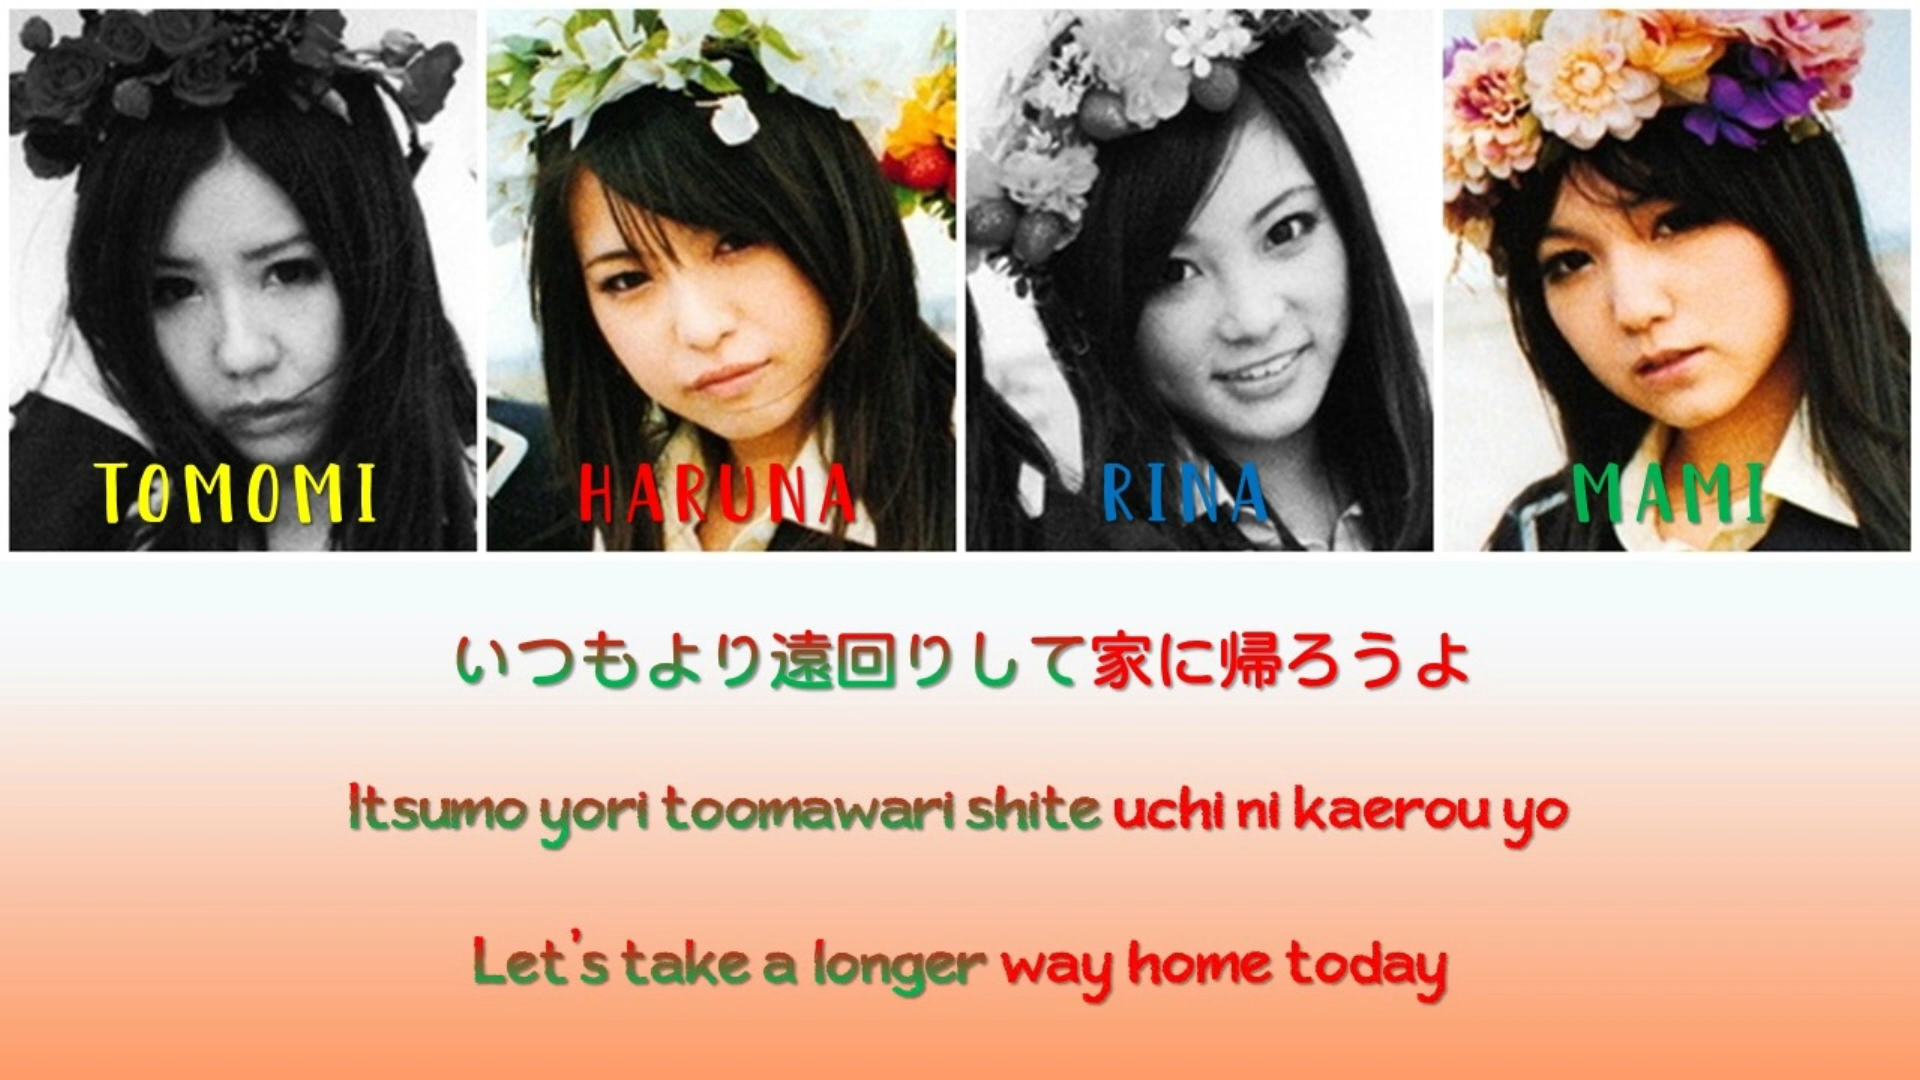 TOMOMI HARUNA RINA MAMI
いつもより遠回りして家に帰ろうよ
Itsumo yori toomawari shite uchi ni kaerou yo
Let's take a longer way home today